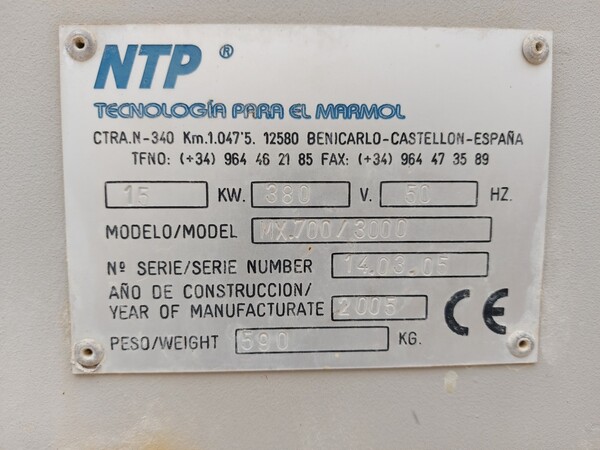 NTP ®
TECNOLOGÍA PARA EL MARMOL
CTRA.N-340 Km.1.047'5. 12580 BENICARLO-CASTELLON-ESPAÑA
TFNO: (+34) 964 46 21 85 FAX: (+34) 964 47 35 89
15 KW. 380 V. 50 HZ.
MODELO/MODEL MX.700/3000
Nº SERIE/SERIE NUMBER 14.03.05
AÑO DE CONSTRUCCION/
YEAR OF MANUFACTURATE 2005
PESO/WEIGHT 590 KG.
CE